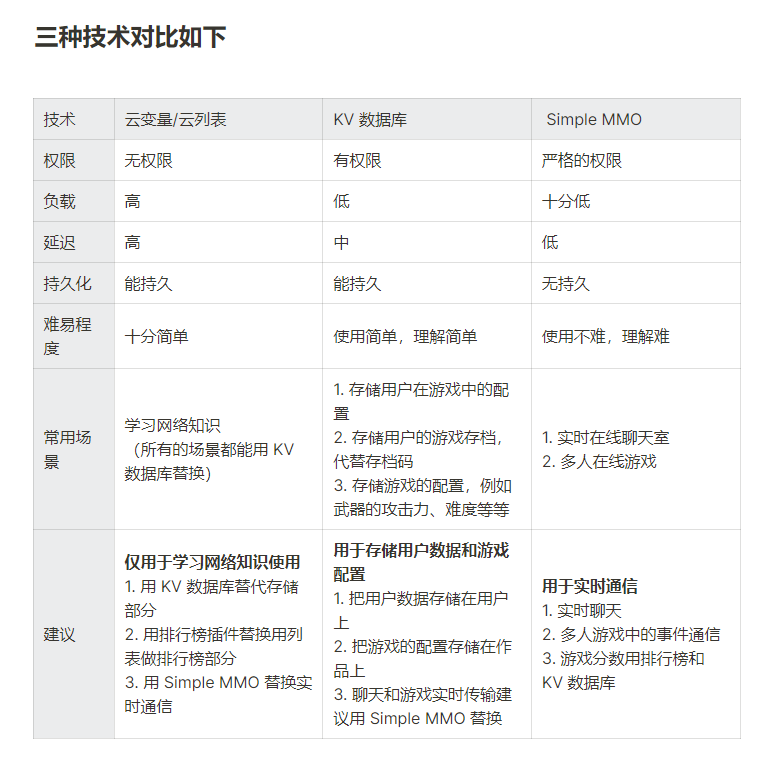 三种技术对比如下
技术
云变量/云列表
KV 数据库
Simple MMO
权限
无权限
有权限
严格的权限
负载
高
低
十分低
延迟
高
中
低
持久化
能持久
能持久
无持久
难易程
度
十分简单
使用简单，理解简单
使用不难，理解难
常用场
景
学习网络知识
（所有的场景都能用 KV
数据库替换）
1. 存储用户在游戏中的配
置
2. 存储用户的游戏存档，
代替存档码
3. 存储游戏的配置，例如
武器的攻击力、难度等等
1. 实时在线聊天室
2. 多人在线游戏
建议
仅用于学习网络知识使用
1. 用 KV 数据库替代存储
部分
2. 用排行榜插件替换用列
表做排行榜部分
3. 用 Simple MMO 替换实
时通信
用于存储用户数据和游戏
配置
1. 把用户数据存储在用户
上
2. 把游戏的配置存储在作
品上
3. 聊天和游戏实时传输建
议用 Simple MMO 替换
用于实时通信
1. 实时聊天
2. 多人游戏中的事件通信
3. 游戏分数用排行榜和
KV 数据库